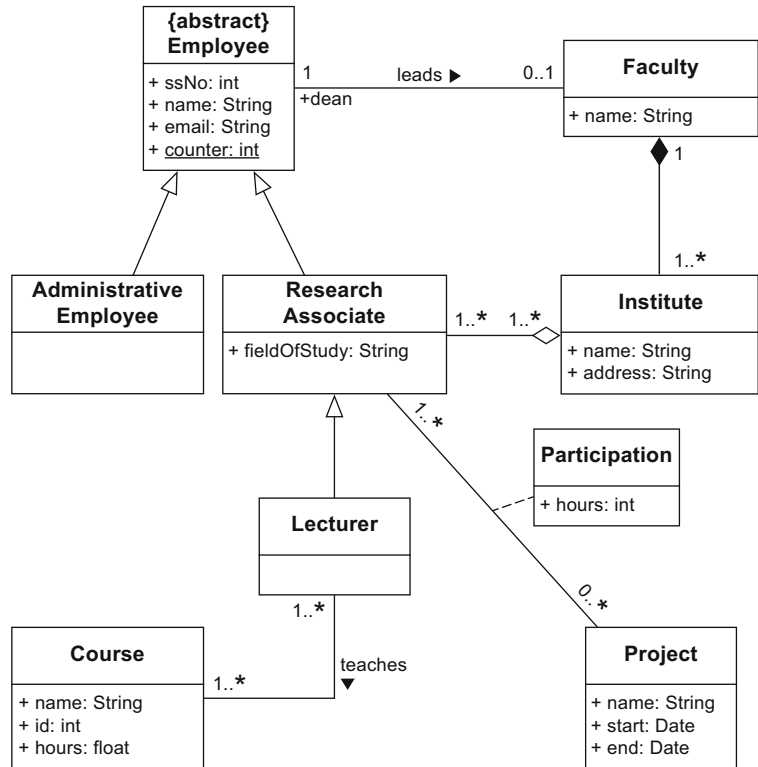 {abstract}
Employee
+ ssNo: int
+ name: String
+ email: String
+ counter: int
1
+dean
leads ▶
0..1
Faculty
+ name: String
1
1..*
Administrative
Employee
Research
Associate
+ fieldOfStudy: String
1..*
1..*
Institute
+ name: String
+ address: String
1..*
Participation
+ hours: int
0..*
Lecturer
1..*
teaches
▼
1..*
Course
+ name: String
+ id: int
+ hours: float
Project
+ name: String
+ start: Date
+ end: Date